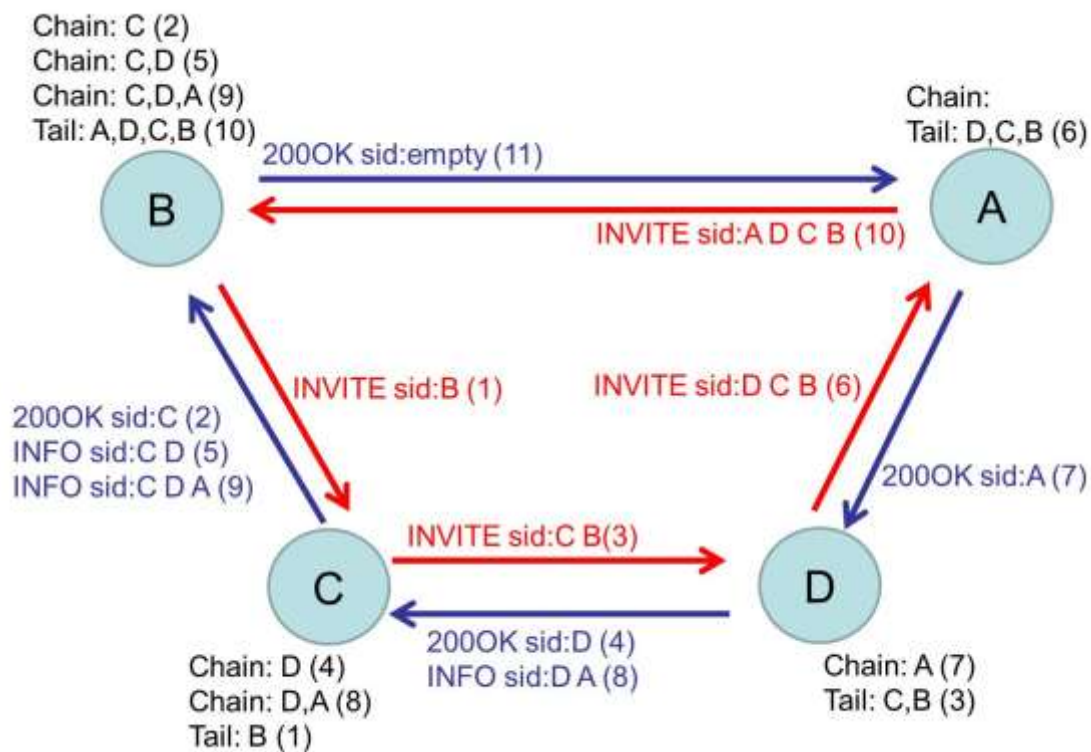 Chain: C (2)
Chain: C,D (5)
Chain: C,D,A (9)
Tail: A,D,C,B (10)
Chain:
Tail: D,C,B (6)
200OK sid:empty (11)
B
A
INVITE sid:A D C B (10)
INVITE sid:B (1)
INVITE sid:D C B (6)
200OK sid:C (2)
INFO sid:C D (5)
INFO sid:C D A (9)
200OK sid:A (7)
INVITE sid:C B(3)
C
D
200OK sid:D (4)
INFO sid:D A (8)
Chain: D (4)
Chain: D,A (8)
Tail: B (1)
Chain: A (7)
Tail: C,B (3)